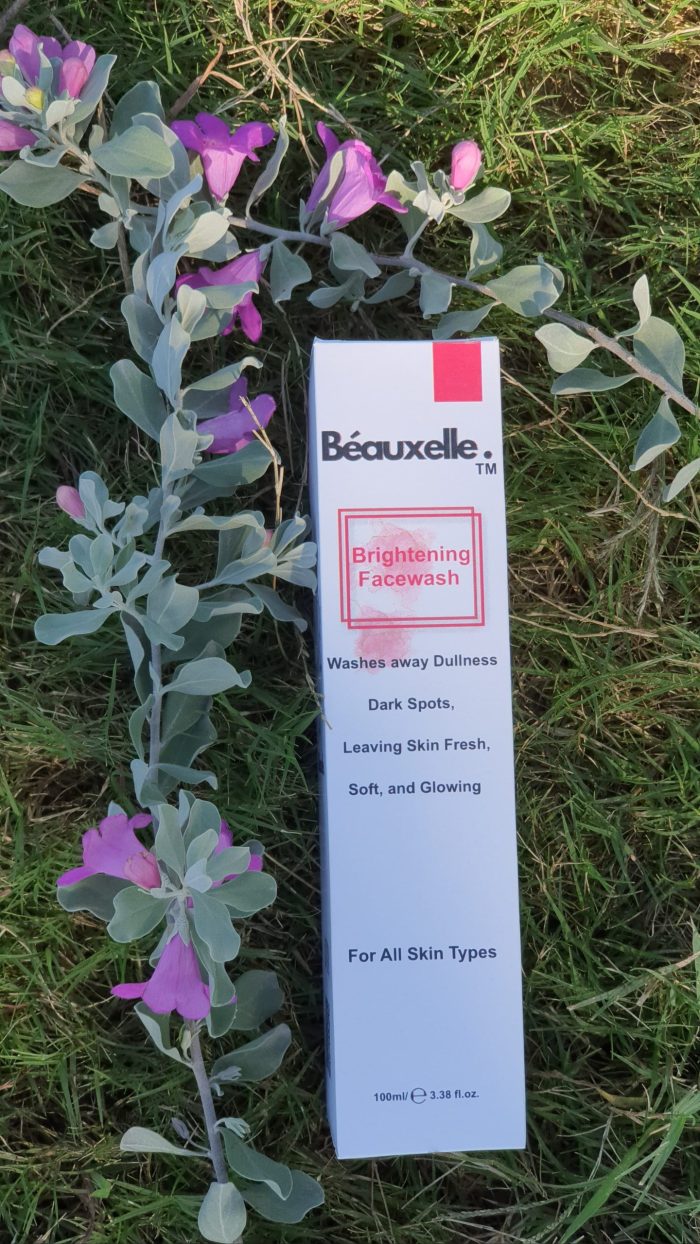 Béauxelle.
TM
Brightening
Facewash
Washes away Dullness
Dark Spots,
Leaving Skin Fresh,
Soft, and Glowing
For All Skin Types
100ml/℮ 3.38 fl.oz.